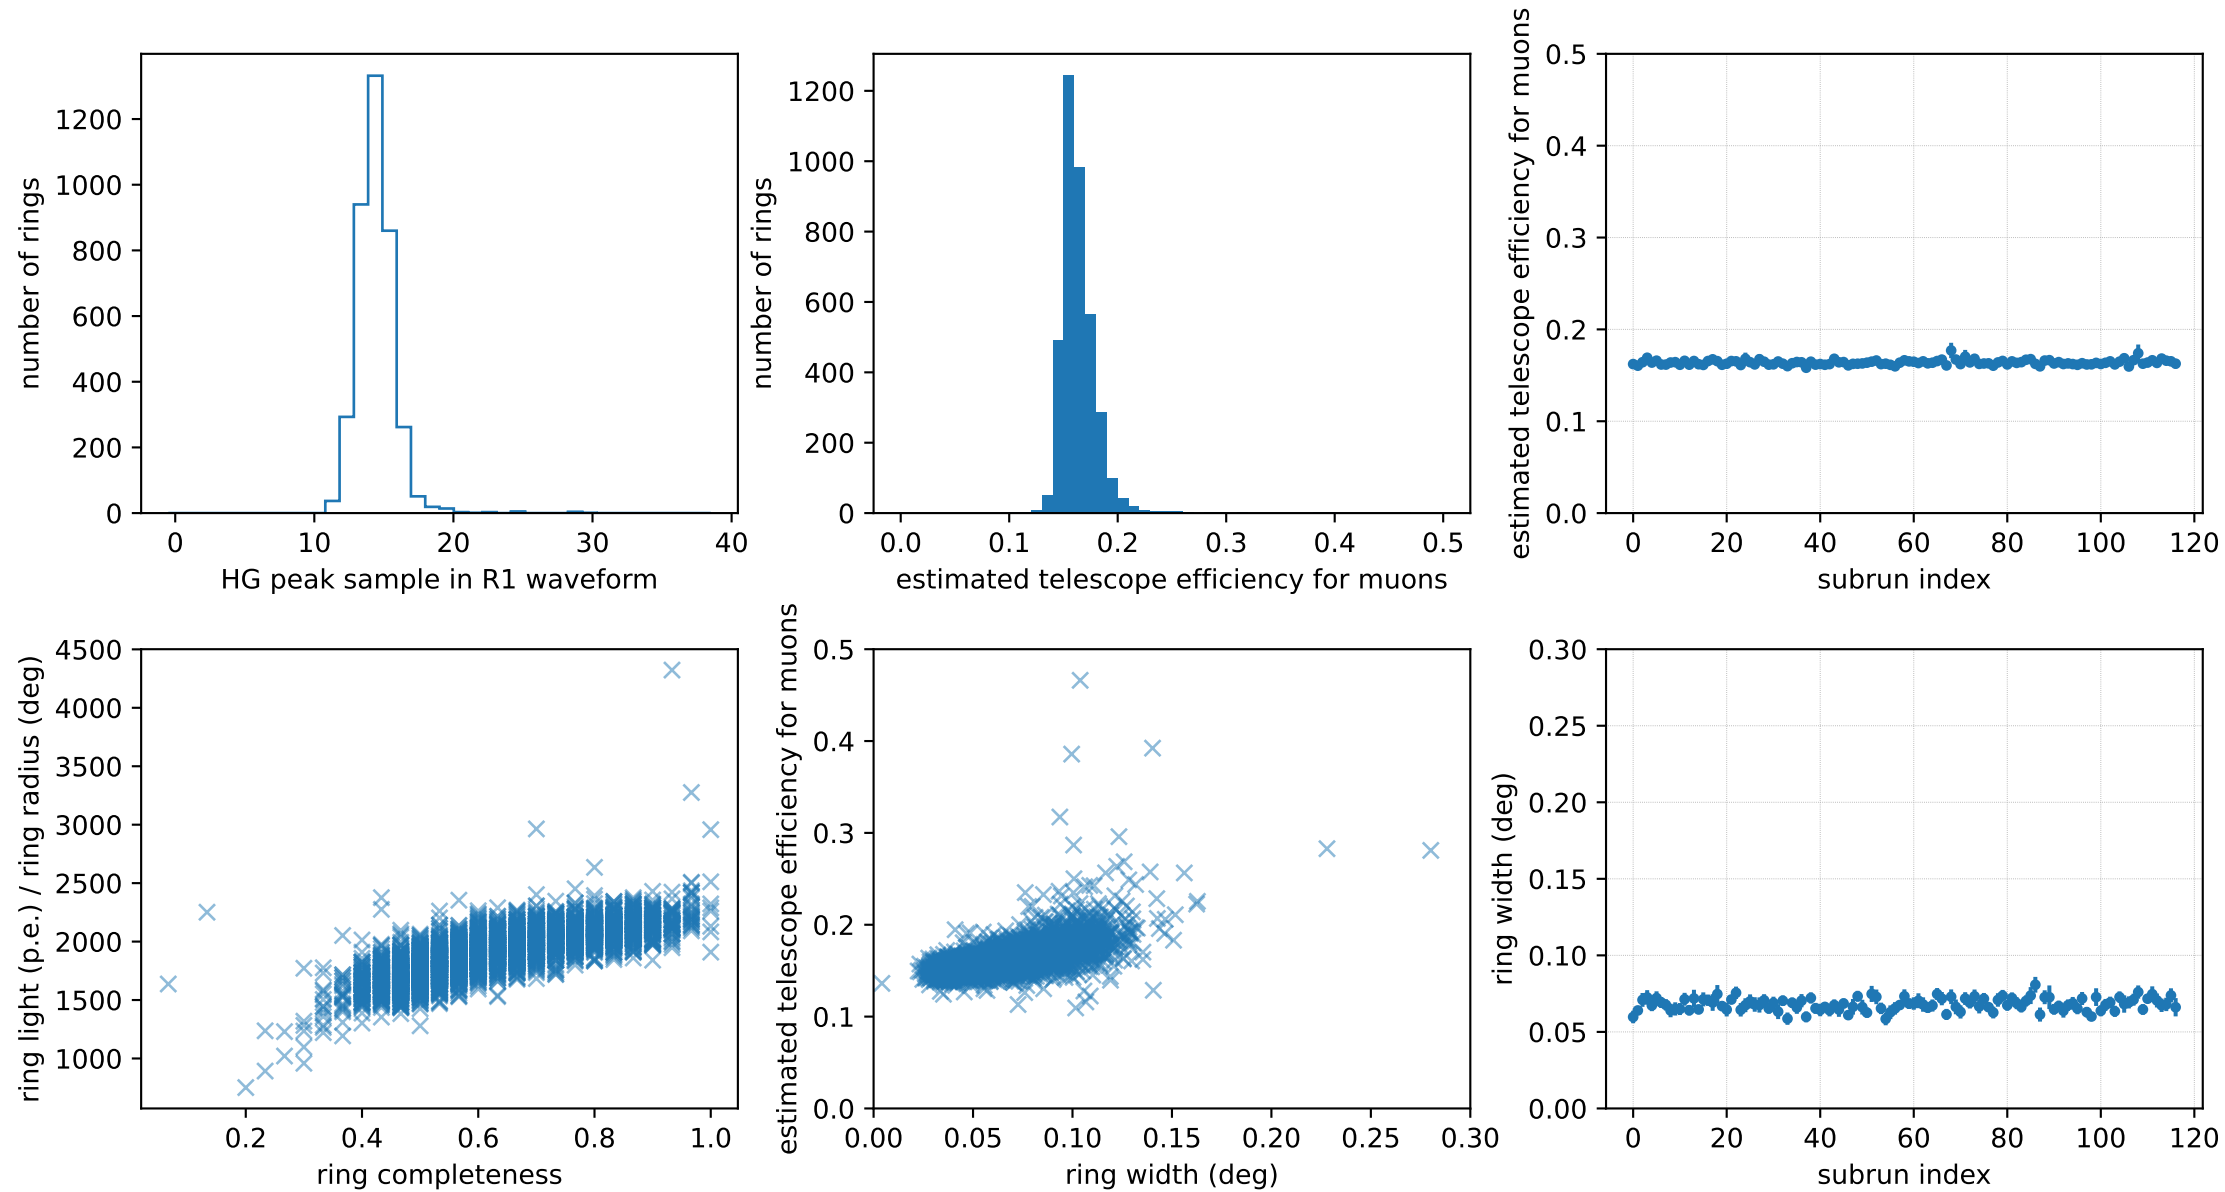 number of rings
0
200
400
600
800
1000
1200
0 10 20 30 40
HG peak sample in R1 waveform
number of rings
0
200
400
600
800
1000
1200
0.0 0.1 0.2 0.3 0.4 0.5
estimated telescope efficiency for muons
estimated telescope efficiency for muons
0.5
0.4
0.3
0.2
0.1
0.0
0 20 40 60 80 100 120
subrun index
ring light (p.e.) / ring radius (deg)
4500
4000
3500
3000
2500
2000
1500
1000
0.2 0.4 0.6 0.8 1.0
ring completeness
estimated telescope efficiency for muons
0.5
0.4
0.3
0.2
0.1
0.0
0.00 0.05 0.10 0.15 0.20 0.25 0.30
ring width (deg)
ring width (deg)
0.30
0.25
0.20
0.15
0.10
0.05
0.00
0 20 40 60 80 100 120
subrun index